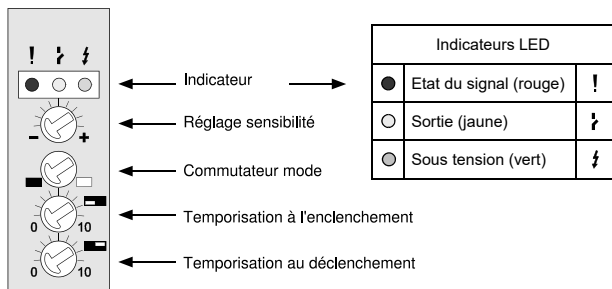 Indicateurs LED
! Etat du signal (rouge) !
Indicateur
Sortie (jaune)
Sous tension (vert)
Réglage sensibilité
- +
Commutateur mode
Temporisation à l'enclenchement
0 10
Temporisation au déclenchement
0 10